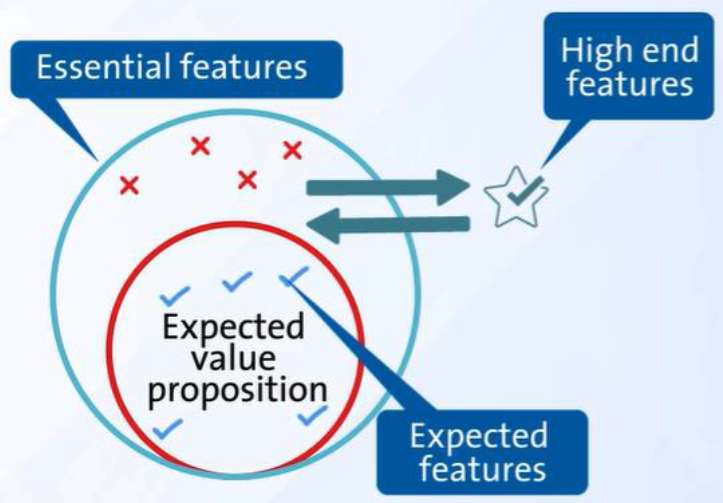 Essential features
High end
features
Expected
value
proposition
Expected
features